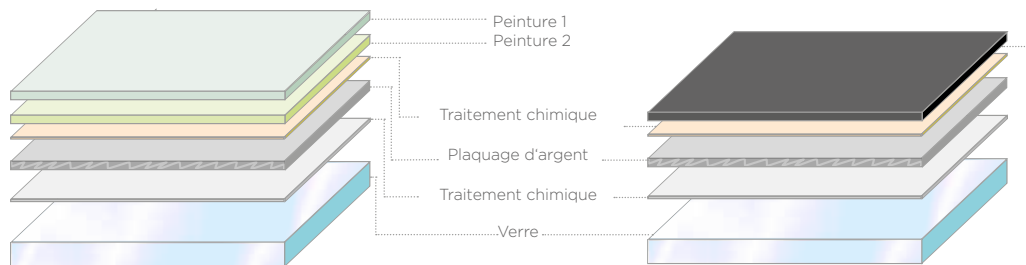 Peinture 1
Peinture 2
Traitement chimique
Plaquage d'argent
Traitement chimique
Verre